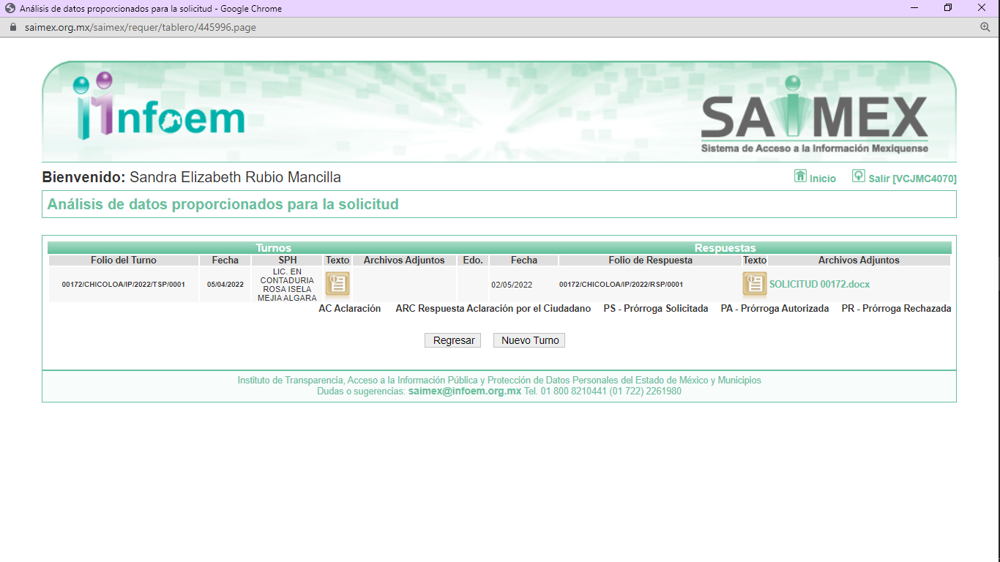 Análisis de datos proporcionados para la solicitud - Google Chrome
saimex.org.mx/saimex/requer/tablero/445996.page
infoem
SAIMEX
Sistema de Acceso a la Información Mexiquense
Bienvenido: Sandra Elizabeth Rubio Mancilla
Inicio Salir [VCJMC4070]
Análisis de datos proporcionados para la solicitud
Turnos Respuestas
Folio del Turno Fecha SPH Texto Archivos Adjuntos Edo. Fecha Folio de Respuesta Texto Archivos Adjuntos
00172/CHICOLOA/IP/2022/TSP/0001 05/04/2022 LIC. EN
CONTADURIA
ROSA ISELA
MEJIA ALGARA
02/05/2022 00172/CHICOLOA/IP/2022/RSP/0001 SOLICITUD 00172.docx
AC Aclaración ARC Respuesta Aclaración por el Ciudadano PS - Prórroga Solicitada PA - Prórroga Autorizada PR - Prórroga Rechazada
Regresar Nuevo Turno
Instituto de Transparencia, Acceso a la Información Pública y Protección de Datos Personales del Estado de México y Municipios
Dudas o sugerencias: saimex@infoem.org.mx Tel. 01 800 8210441 (01 722) 2261980